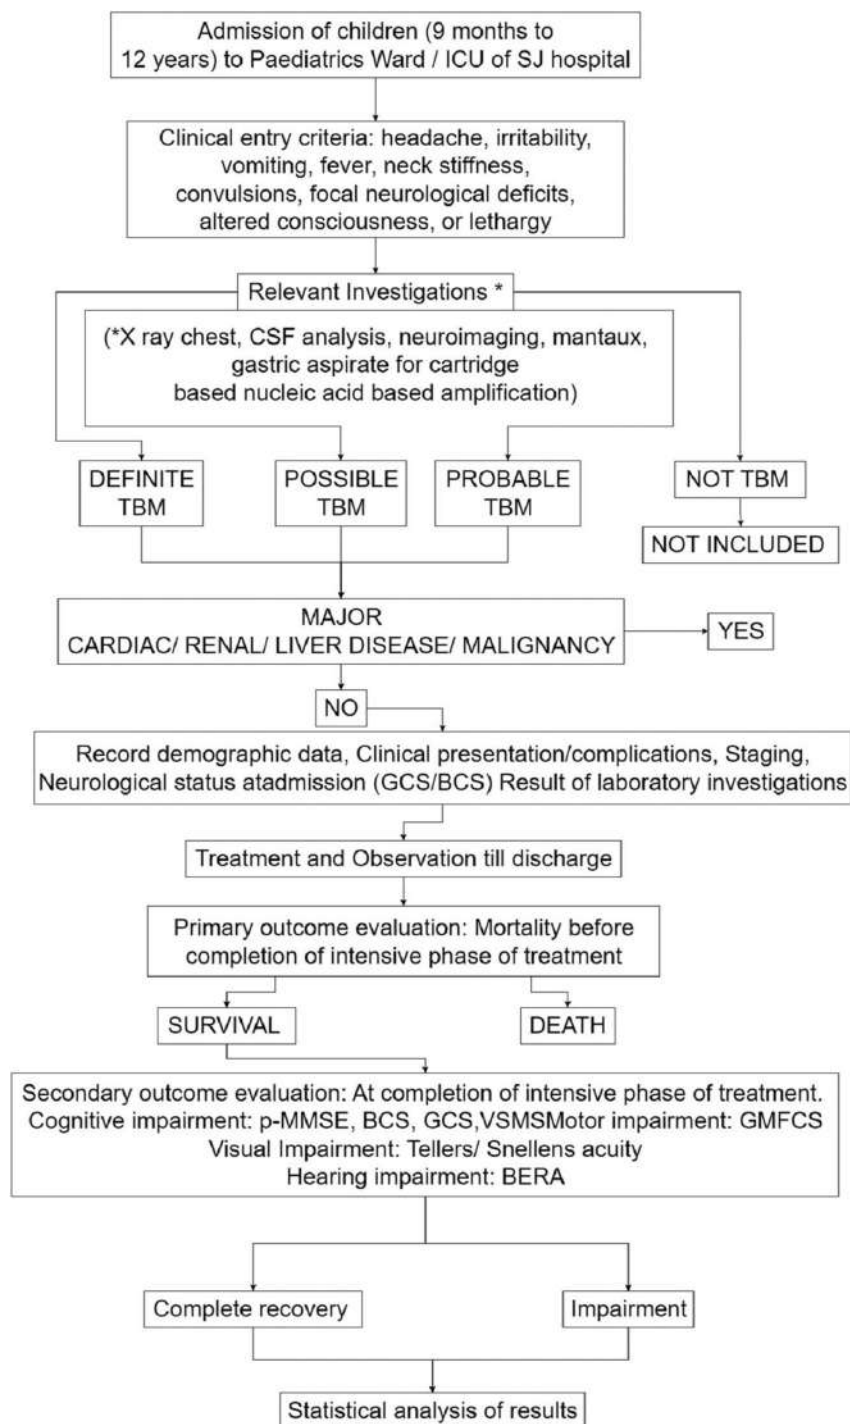 Admission of children (9 months to
12 years) to Paediatrics Ward / ICU of SJ hospital
Clinical entry criteria: headache, irritability,
vomiting, fever, neck stiffness,
convulsions, focal neurological deficits,
altered consciousness, or lethargy
Relevant Investigations *
(*X ray chest, CSF analysis, neuroimaging, mantaux,
gastric aspirate for cartridge
based nucleic acid based amplification)
DEFINITE
TBM
POSSIBLE
TBM
PROBABLE
TBM
NOT TBM
NOT INCLUDED
MAJOR
CARDIAC/ RENAL/ LIVER DISEASE/ MALIGNANCY
YES
NO
Record demographic data, Clinical presentation/complications, Staging,
Neurological status atadmission (GCS/BCS) Result of laboratory investigations
Treatment and Observation till discharge
Primary outcome evaluation: Mortality before
completion of intensive phase of treatment
SURVIVAL
DEATH
Secondary outcome evaluation: At completion of intensive phase of treatment.
Cognitive impairment: p-MMSE, BCS, GCS,VSMSMotor impairment: GMFCS
Visual Impairment: Tellers/ Snellens acuity
Hearing impairment: BERA
Complete recovery
Impairment
Statistical analysis of results